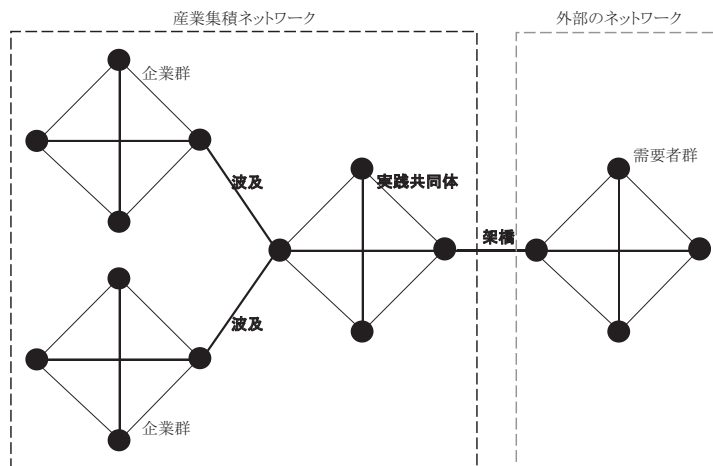 産業集積ネットワーク
外部のネットワーク
企業群
波及
実践共同体
架橋
需要者群
波及
企業群